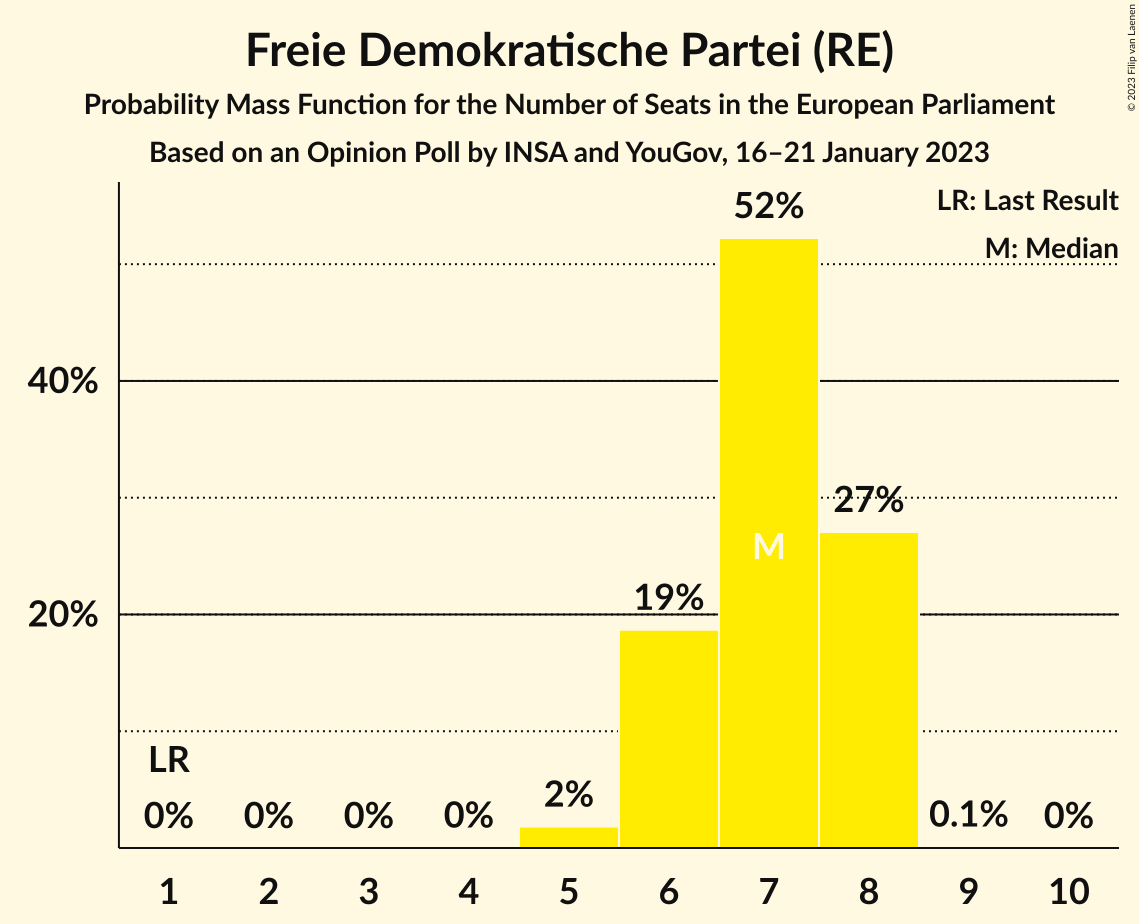 Freie Demokratische Partei (RE)
Probability Mass Function for the Number of Seats in the European Parliament
Based on an Opinion Poll by INSA and YouGov, 16–21 January 2023
© 2023 Filip van Laenen
LR: Last Result
M: Median
52%
40%
27%
M
19%
20%
LR
2%
0%
0%
0%
0%
0.1%
0%
1
2
3
4
5
6
7
8
9
10